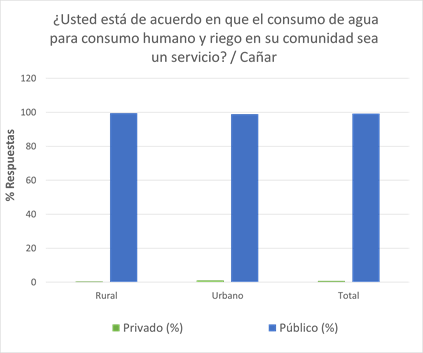 ¿Usted está de acuerdo en que el consumo de agua
para consumo humano y riego en su comunidad sea
un servicio? / Cañar
120
100
80
60
40
20
0
% Respuestas
Rural Urbano Total
Privado (%) Público (%)